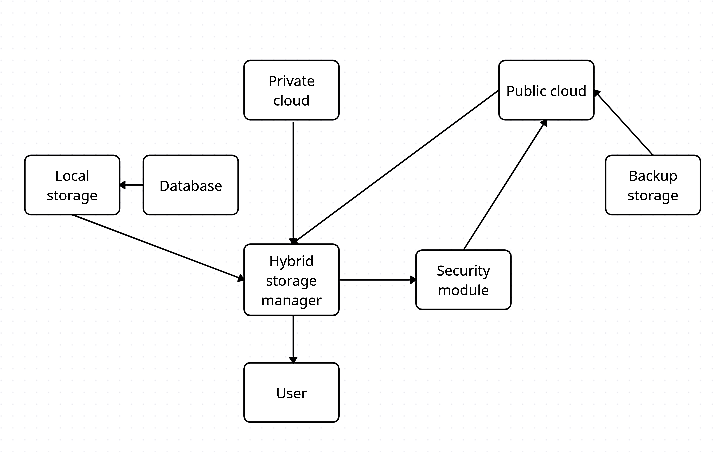 Private
cloud
Public cloud
Local
storage
Database
Backup
storage
Hybrid
storage
manager
Security
module
User